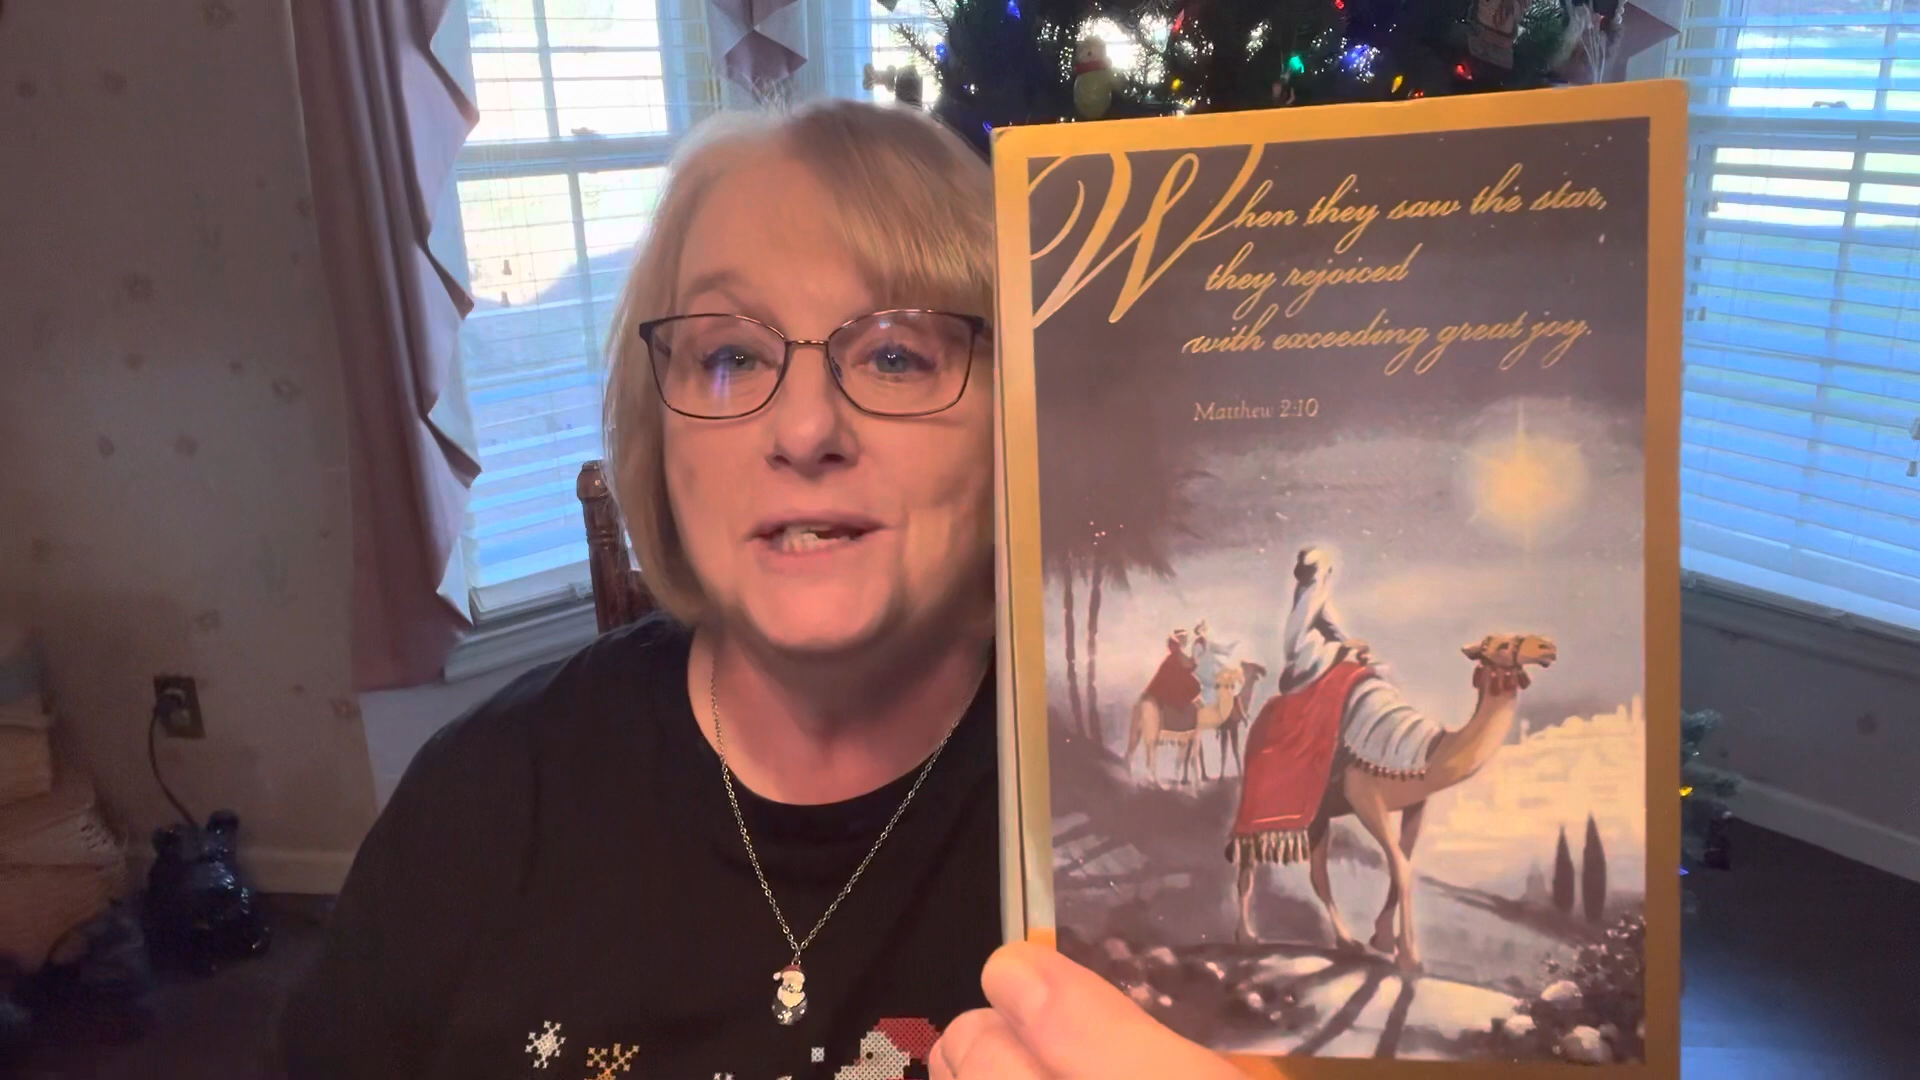 When they saw the star,
they rejoiced
with exceeding great joy.
Matthew 2:10